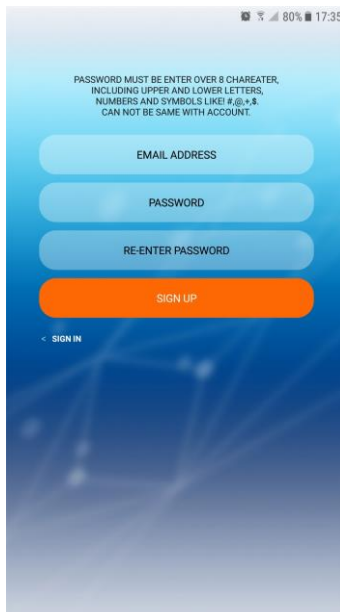 80% 17:35
PASSWORD MUST BE ENTER OVER 8 CHAREATER,
INCLUDING UPPER AND LOWER LETTERS,
NUMBERS AND SYMBOLS LIKE! #,@,+,$.
CAN NOT BE SAME WITH ACCOUNT.
EMAIL ADDRESS
PASSWORD
RE-ENTER PASSWORD
SIGN UP
< SIGN IN